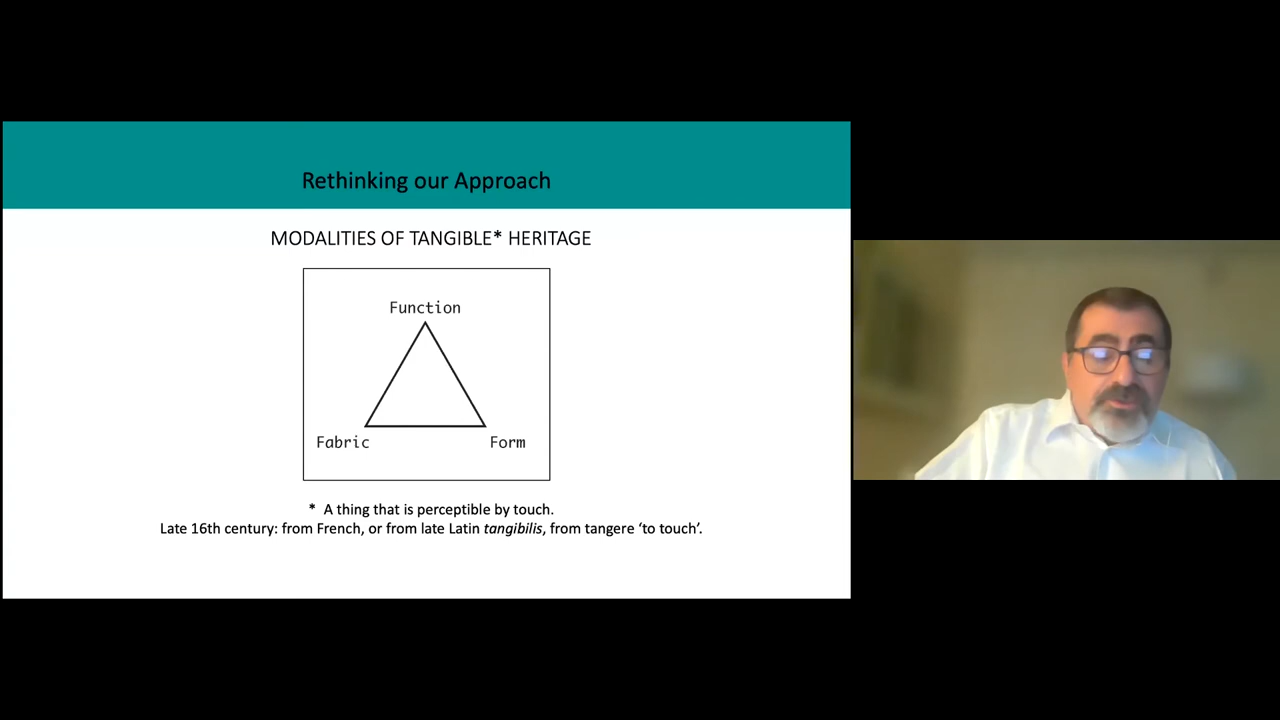 Rethinking our Approach
MODALITIES OF TANGIBLE* HERITAGE
Function
Fabric
Form
* A thing that is perceptible by touch.
Late 16th century: from French, or from late Latin tangibilis, from tangere ‘to touch’.